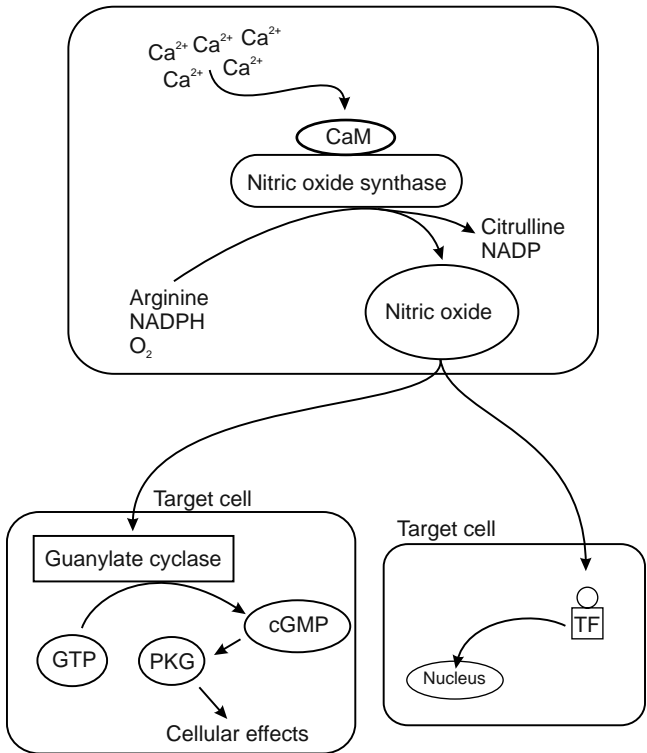 Ca²⁺ Ca²⁺ Ca²⁺
Ca²⁺ Ca²⁺
CaM
Nitric oxide synthase
Citrulline
NADP
Arginine
NADPH
O₂
Nitric oxide
Target cell
Guanylate cyclase
GTP
cGMP
PKG
Cellular effects
Target cell
TF
Nucleus